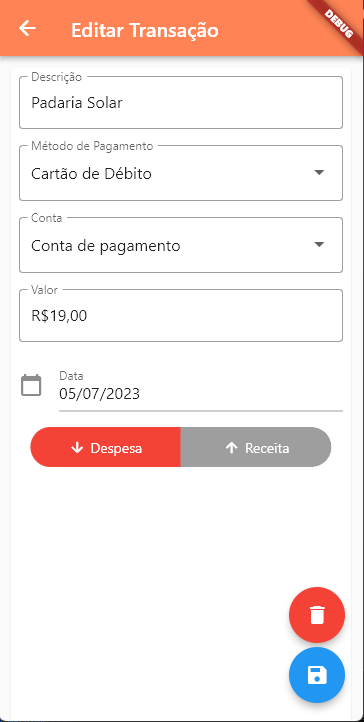 Editar Transação
DEBUG
Descrição
Padaria Solar
Método de Pagamento
Cartão de Débito
Conta
Conta de pagamento
Valor
R$19,00
Data
05/07/2023
Despesa
Receita